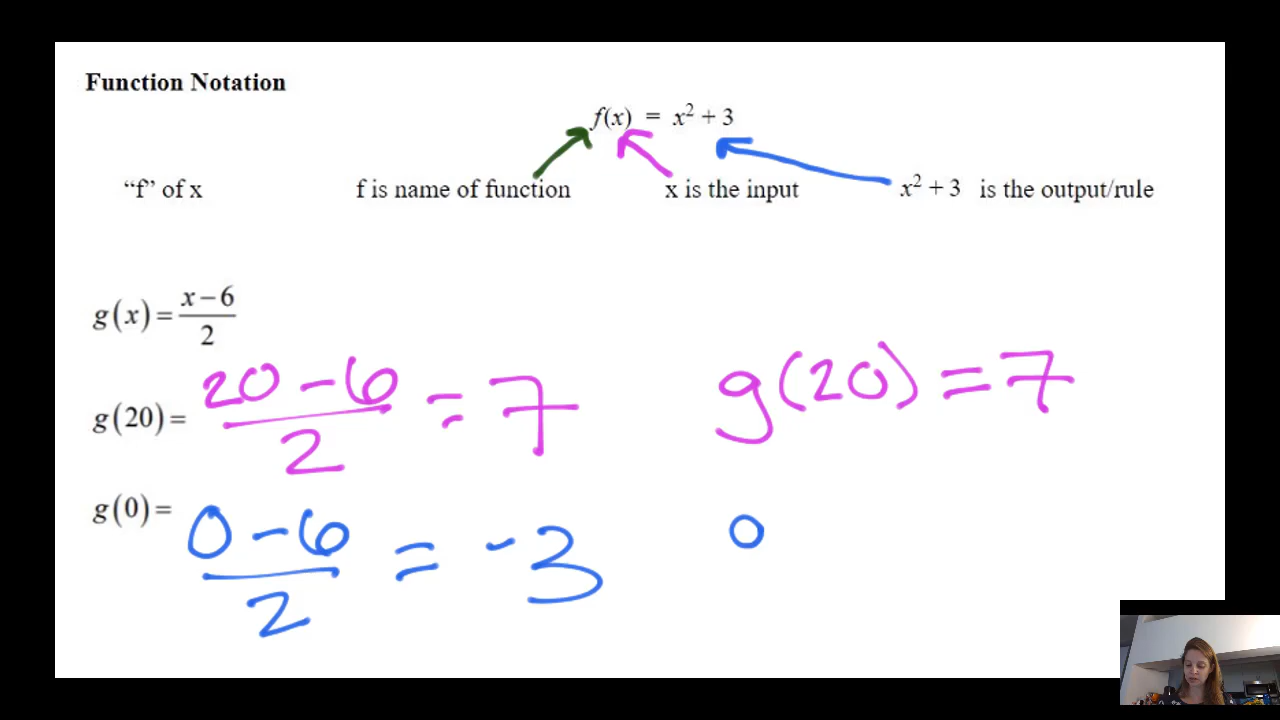 Function Notation
f(x) = x² + 3
“f” of x f is name of function x is the input x² + 3 is the output/rule
g(x) = (x − 6)/2
g(20) = (20 − 6)/2 = 7 g(20) = 7
g(0) = (0 − 6)/2 = -3